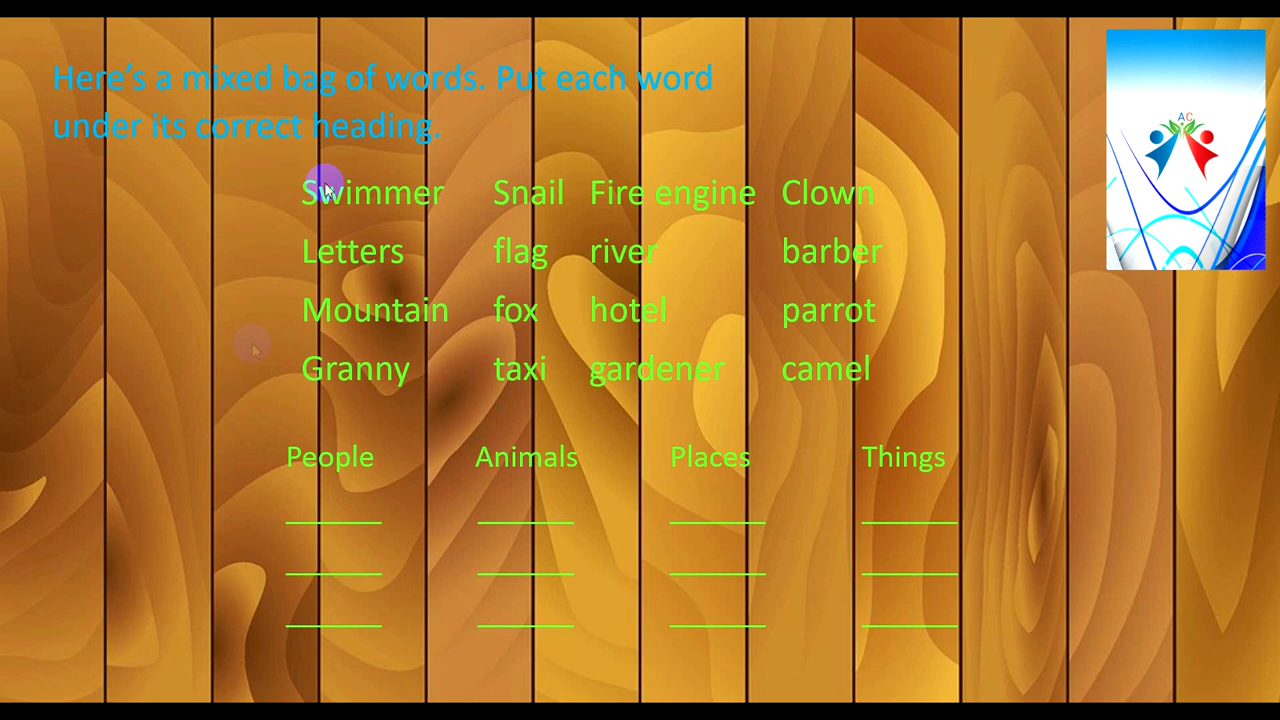 Here's a mixed bag of words. Put each word
under its correct heading.
AC
Swimmer Snail Fire engine Clown
Letters flag river barber
Mountain fox hotel parrot
Granny taxi gardener camel
People Animals Places Things